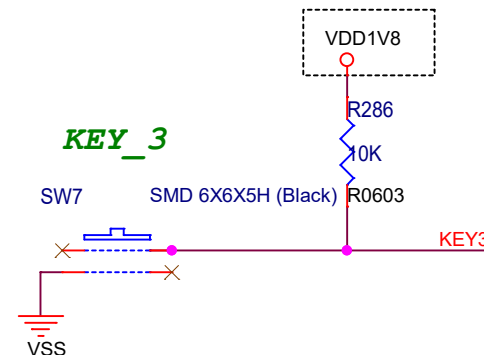 VDD1V8
R286
KEY_3
10K
SW7
SMD 6X6X5H (Black)
R0603
KEY3
VSS